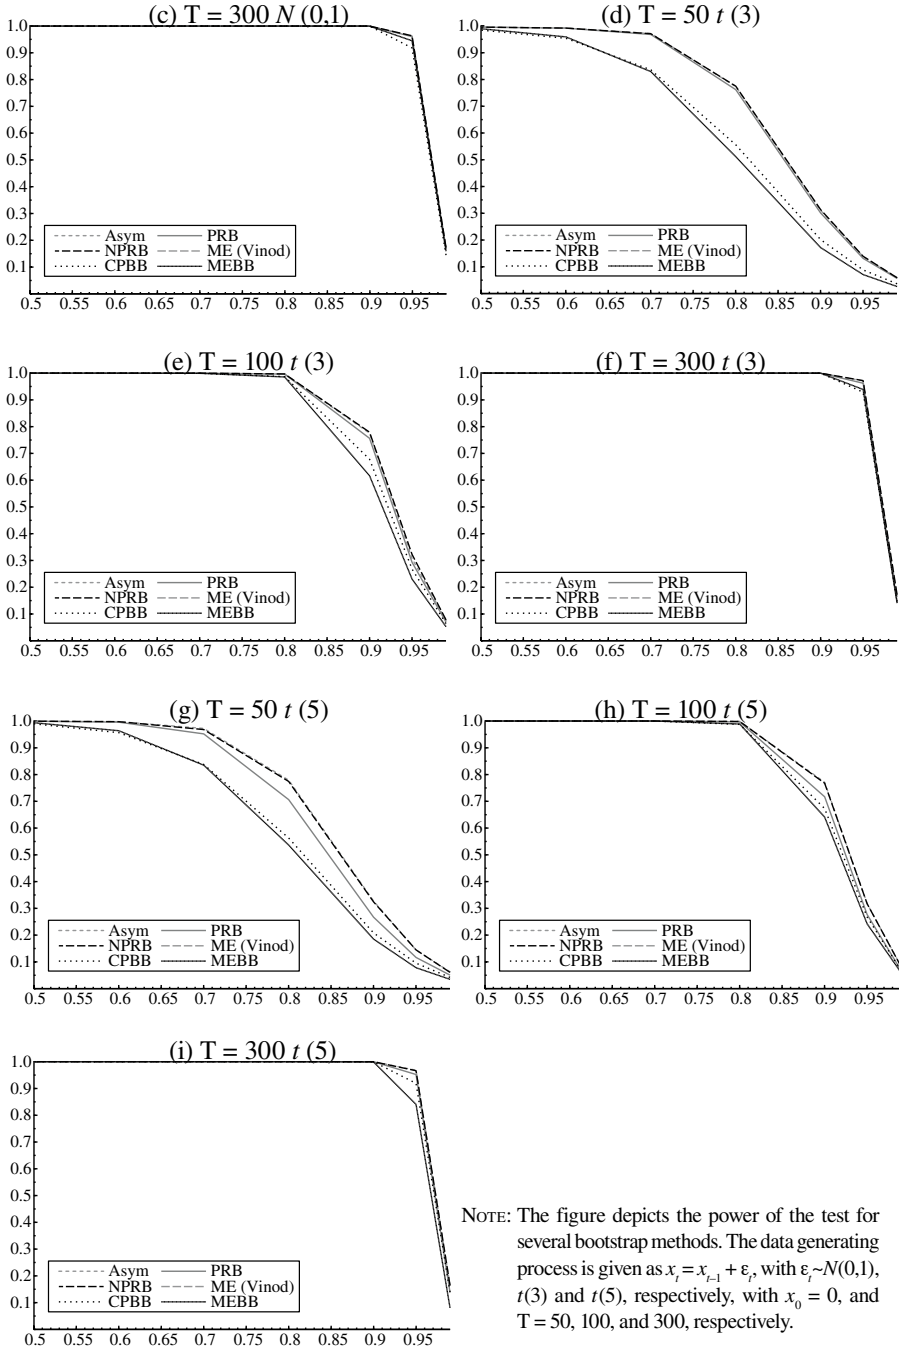 (c) T = 300 N (0,1)
1.0
0.9
0.8
0.7
0.6
0.5
0.4
0.3
0.2
0.1
Asym PRB
NPRB ME (Vinod)
CPBB MEBB
0.5 0.55 0.6 0.65 0.7 0.75 0.8 0.85 0.9 0.95
(d) T = 50 t (3)
1.0
0.9
0.8
0.7
0.6
0.5
0.4
0.3
0.2
0.1
Asym PRB
NPRB ME (Vinod)
CPBB MEBB
0.5 0.55 0.6 0.65 0.7 0.75 0.8 0.85 0.9 0.95
(e) T = 100 t (3)
1.0
0.9
0.8
0.7
0.6
0.5
0.4
0.3
0.2
0.1
Asym PRB
NPRB ME (Vinod)
CPBB MEBB
0.5 0.55 0.6 0.65 0.7 0.75 0.8 0.85 0.9 0.95
(f) T = 300 t (3)
1.0
0.9
0.8
0.7
0.6
0.5
0.4
0.3
0.2
0.1
Asym PRB
NPRB ME (Vinod)
CPBB MEBB
0.5 0.55 0.6 0.65 0.7 0.75 0.8 0.85 0.9 0.95
(g) T = 50 t (5)
1.0
0.9
0.8
0.7
0.6
0.5
0.4
0.3
0.2
0.1
Asym PRB
NPRB ME (Vinod)
CPBB MEBB
0.5 0.55 0.6 0.65 0.7 0.75 0.8 0.85 0.9 0.95
(h) T = 100 t (5)
1.0
0.9
0.8
0.7
0.6
0.5
0.4
0.3
0.2
0.1
Asym PRB
NPRB ME (Vinod)
CPBB MEBB
0.5 0.55 0.6 0.65 0.7 0.75 0.8 0.85 0.9 0.95
(i) T = 300 t (5)
1.0
0.9
0.8
0.7
0.6
0.5
0.4
0.3
0.2
0.1
Asym PRB
NPRB ME (Vinod)
CPBB MEBB
0.5 0.55 0.6 0.65 0.7 0.75 0.8 0.85 0.9 0.95
NOTE: The figure depicts the power of the test for
several bootstrap methods. The data generating
process is given as xₜ = xₜ₋₁ + εₜ, with εₜ~N(0,1),
t(3) and t(5), respectively, with x₀ = 0, and
T = 50, 100, and 300, respectively.